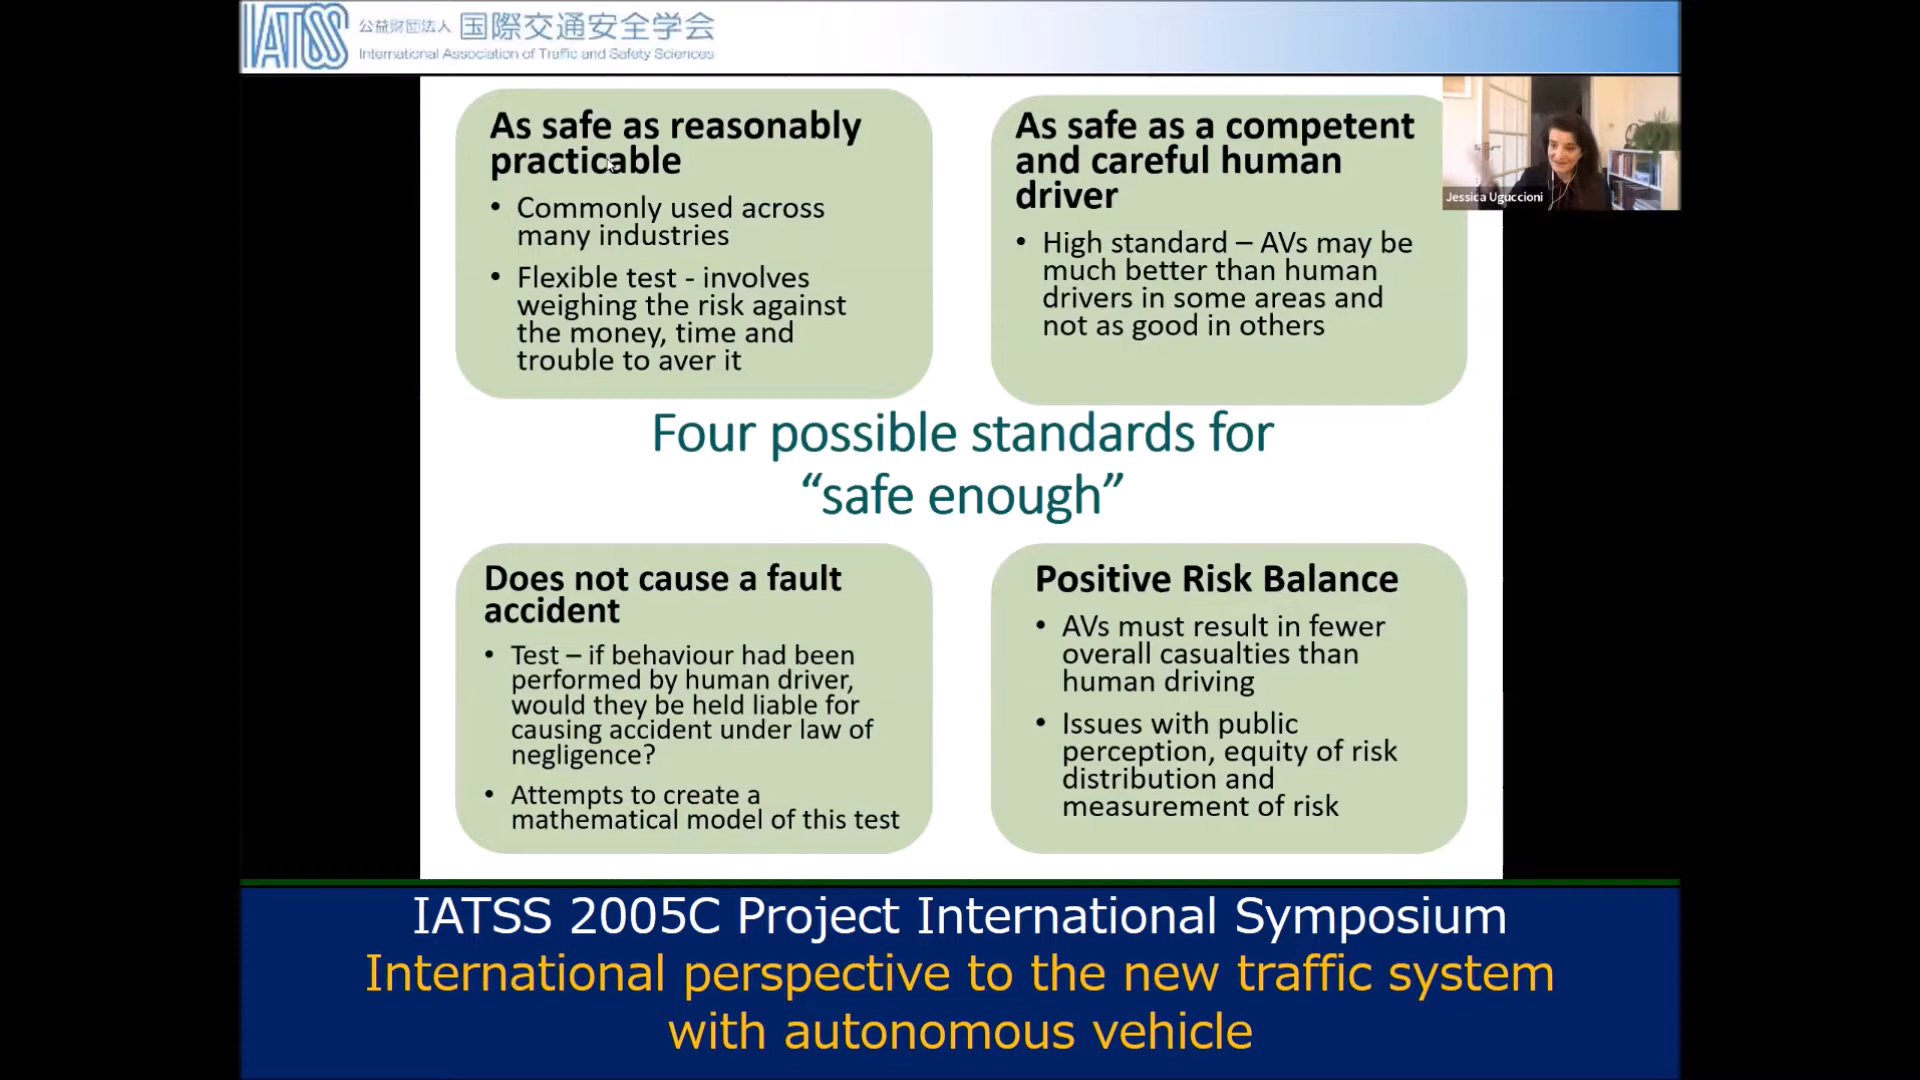 IATSS 公益財団法人 国際交通安全学会
International Association of Traffic and Safety Sciences
As safe as reasonably
practicable
• Commonly used across
many industries
• Flexible test - involves
weighing the risk against
the money, time and
trouble to aver it
As safe as a competent
and careful human
driver
• High standard – AVs may be
much better than human
drivers in some areas and
not as good in others
Jessica Uguccioni
Four possible standards for
“safe enough”
Does not cause a fault
accident
• Test – if behaviour had been
performed by human driver,
would they be held liable for
causing accident under law of
negligence?
• Attempts to create a
mathematical model of this test
Positive Risk Balance
• AVs must result in fewer
overall casualties than
human driving
• Issues with public
perception, equity of risk
distribution and
measurement of risk
IATSS 2005C Project International Symposium
International perspective to the new traffic system
with autonomous vehicle